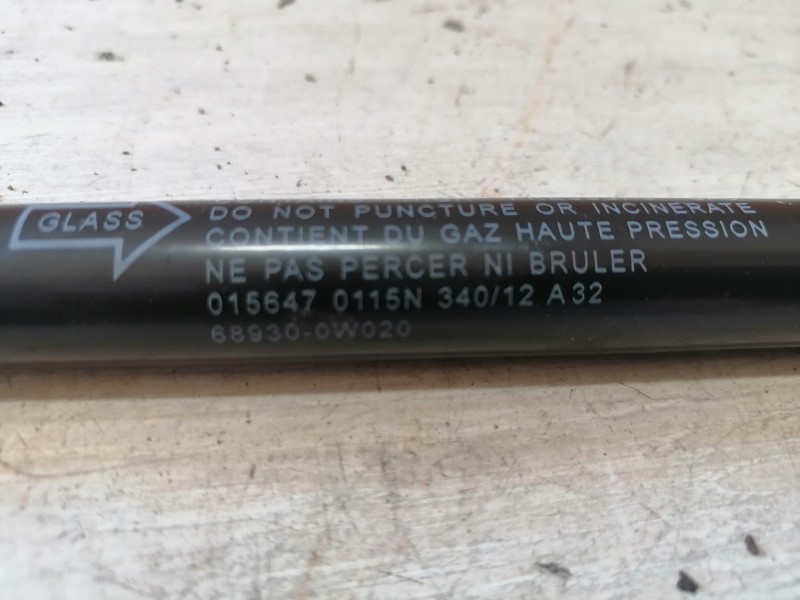 GLASS
DO NOT PUNCTURE OR INCINERATE
CONTIENT DU GAZ HAUTE PRESSION
NE PAS PERCER NI BRULER
015647 0115N 340/12 A32
68930-0W020